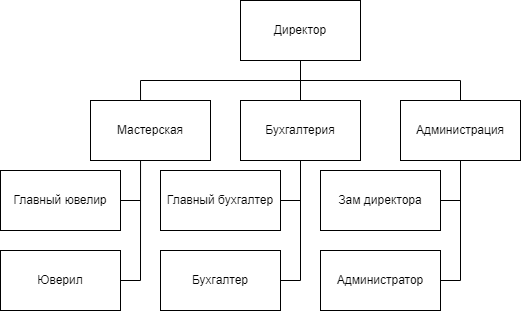 Директор
Мастерская
Бухгалтерия
Администрация
Главный ювелир
Главный бухгалтер
Зам директора
Юверил
Бухгалтер
Администратор